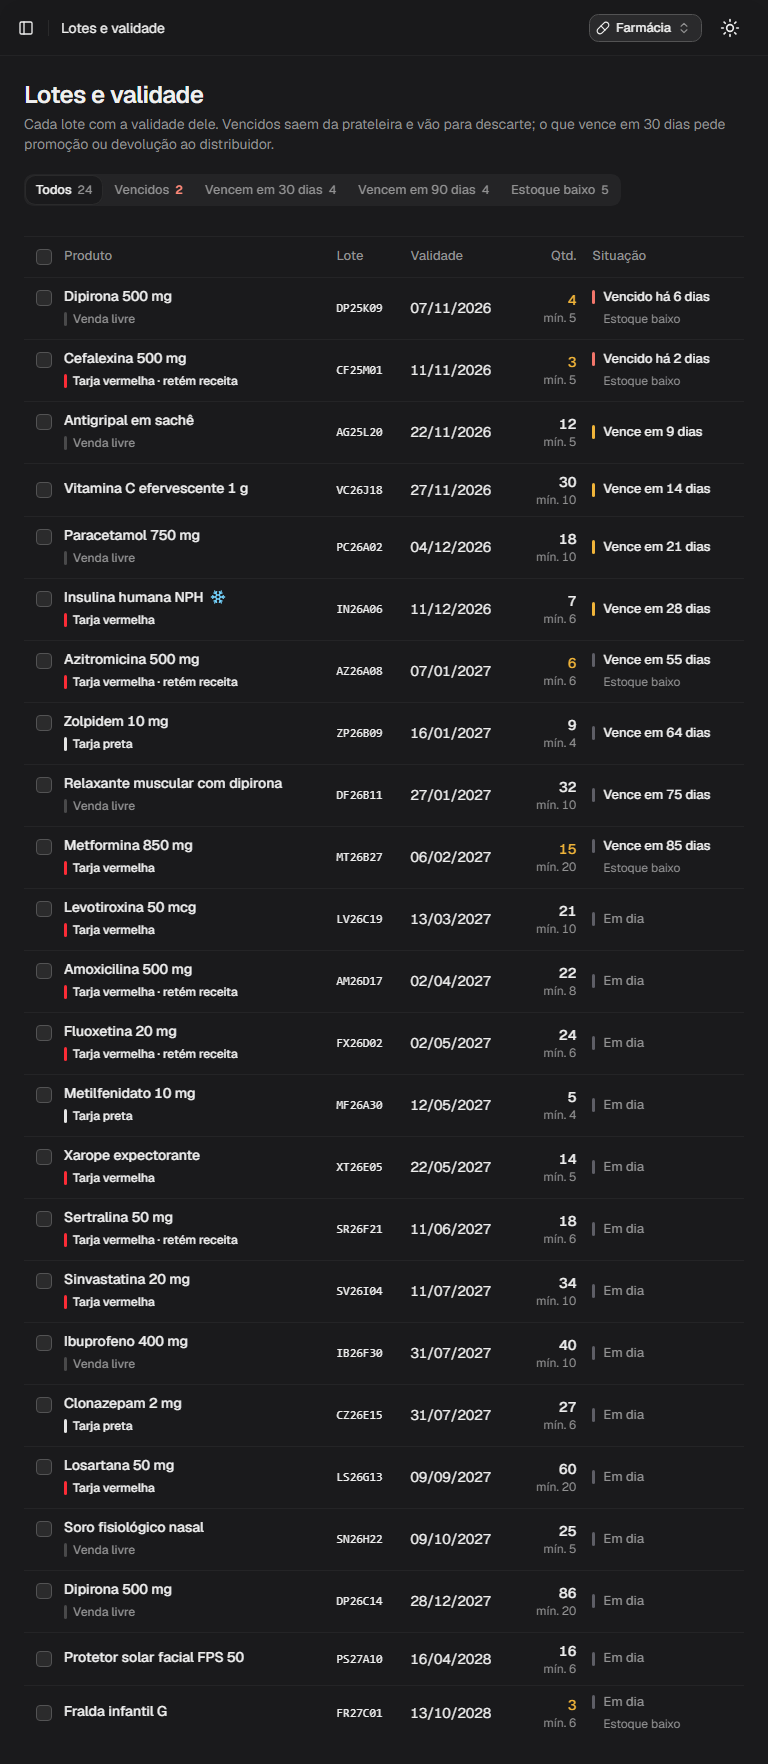 Lotes e validade
Farmácia
Lotes e validade
Cada lote com a validade dele. Vencidos saem da prateleira e vão para descarte; o que vence em 30 dias pede
promoção ou devolução ao distribuidor.
Todos 24 Vencidos 2 Vencem em 30 dias 4 Vencem em 90 dias 4 Estoque baixo 5
Produto Lote Validade Qtd. Situação
Dipirona 500 mg DP25K09 07/11/2026 4 Vencido há 6 dias
Venda livre mín. 5 Estoque baixo
Cefalexina 500 mg CF25M01 11/11/2026 3 Vencido há 2 dias
Tarja vermelha · retém receita mín. 5 Estoque baixo
Antigripal em sachê AG25L20 22/11/2026 12 Vence em 9 dias
Venda livre mín. 5
Vitamina C efervescente 1 g VC26J18 27/11/2026 30 Vence em 14 dias
mín. 10
Paracetamol 750 mg PC26A02 04/12/2026 18 Vence em 21 dias
Venda livre mín. 10
Insulina humana NPH IN26A06 11/12/2026 7 Vence em 28 dias
Tarja vermelha mín. 6
Azitromicina 500 mg AZ26A08 07/01/2027 6 Vence em 55 dias
Tarja vermelha · retém receita mín. 6 Estoque baixo
Zolpidem 10 mg ZP26B09 16/01/2027 9 Vence em 64 dias
Tarja preta mín. 4
Relaxante muscular com dipirona DF26B11 27/01/2027 32 Vence em 75 dias
Venda livre mín. 10
Metformina 850 mg MT26B27 06/02/2027 15 Vence em 85 dias
Tarja vermelha mín. 20 Estoque baixo
Levotiroxina 50 mcg LV26C19 13/03/2027 21 Em dia
Tarja vermelha mín. 10
Amoxicilina 500 mg AM26D17 02/04/2027 22 Em dia
Tarja vermelha · retém receita mín. 8
Fluoxetina 20 mg FX26D02 02/05/2027 24 Em dia
Tarja vermelha · retém receita mín. 6
Metilfenidato 10 mg MF26A30 12/05/2027 5 Em dia
Tarja preta mín. 4
Xarope expectorante XT26E05 22/05/2027 14 Em dia
Tarja vermelha mín. 5
Sertralina 50 mg SR26F21 11/06/2027 18 Em dia
Tarja vermelha · retém receita mín. 6
Sinvastatina 20 mg SV26I04 11/07/2027 34 Em dia
Tarja vermelha mín. 10
Ibuprofeno 400 mg IB26F30 31/07/2027 40 Em dia
Venda livre mín. 10
Clonazepam 2 mg CZ26E15 31/07/2027 27 Em dia
Tarja preta mín. 6
Losartana 50 mg LS26G13 09/09/2027 60 Em dia
Tarja vermelha mín. 20
Soro fisiológico nasal SN26H22 09/10/2027 25 Em dia
Venda livre mín. 5
Dipirona 500 mg DP26C14 28/12/2027 86 Em dia
Venda livre mín. 20
Protetor solar facial FPS 50 PS27A10 16/04/2028 16 Em dia
mín. 6
Fralda infantil G FR27C01 13/10/2028 3 Em dia
mín. 6 Estoque baixo